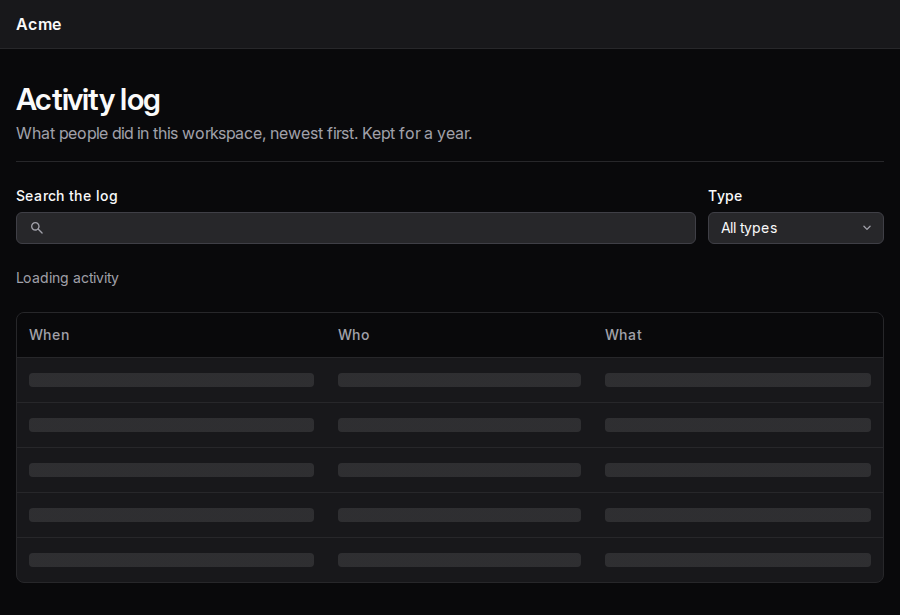 Acme
Activity log
What people did in this workspace, newest first. Kept for a year.
Search the log
Type
All types
Loading activity
When Who What